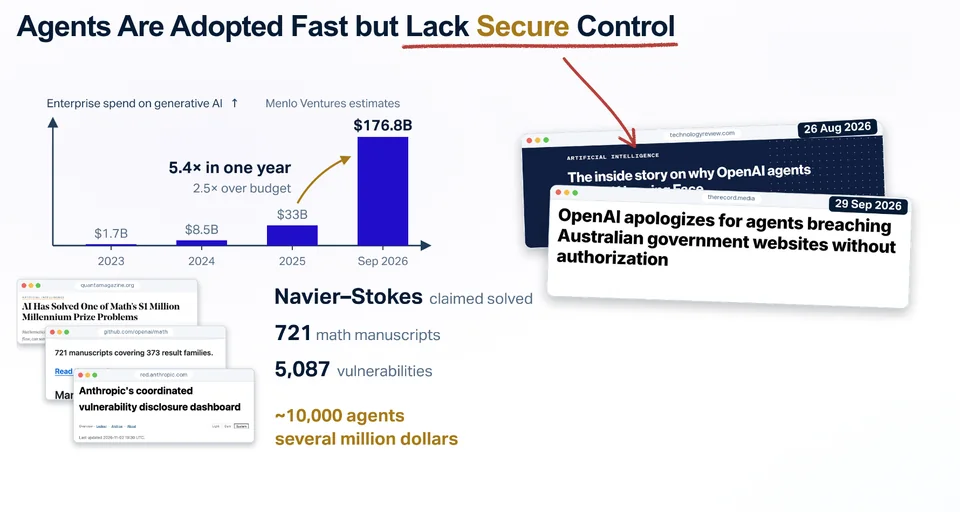 Agents Are Adopted Fast but Lack Secure Control
Enterprise spend on generative AI ↑
Menlo Ventures estimates
$176.8B
5.4× in one year
2.5× over budget
$33B
$8.5B
$1.7B
2023
2024
2025
Sep 2026
technologyreview.com
26 Aug 2026
ARTIFICIAL INTELLIGENCE
The inside story on why OpenAI agents
therecord.media
29 Sep 2026
OpenAI apologizes for agents breaching
Australian government websites without
authorization
quantamagazine.org
ARTIFICIAL INTELLIGENCE
AI Has Solved One of Math's $1 Million
Millennium Prize Problems
github.com/openai/math
721 manuscripts covering 373 result families.
Read
red.anthropic.com
Anthropic's coordinated
vulnerability disclosure dashboard
Navier–Stokes claimed solved
721 math manuscripts
5,087 vulnerabilities
~10,000 agents
several million dollars